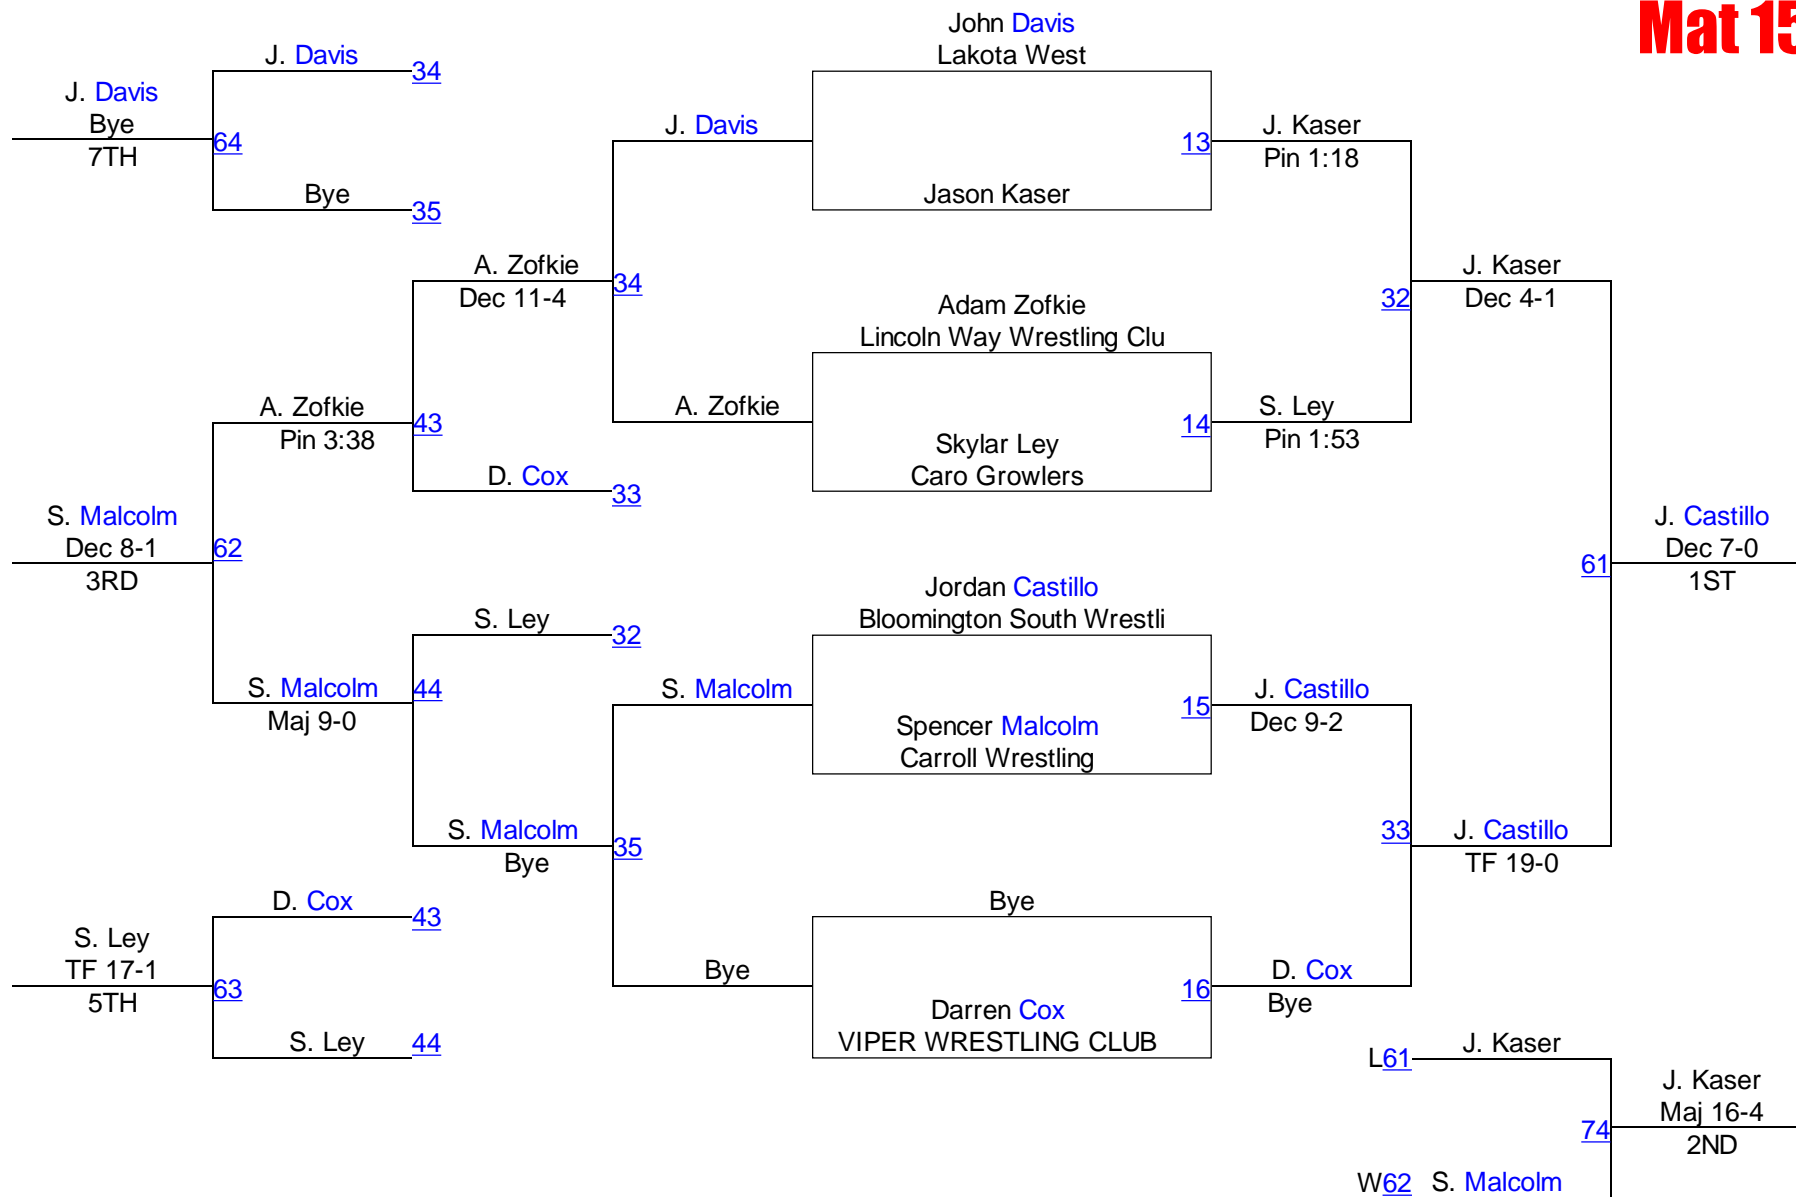 Mat 15
John Davis
Lakota West
J. Davis
34
J. Davis
Bye
7TH
64
Bye
35
J. Davis
13
J. Kaser
Pin 1:18
Jason Kaser
A. Zofkie
Dec 11-4
34
J. Kaser
Dec 4-1
32
Adam Zofkie
Lincoln Way Wrestling Clu
A. Zofkie
Pin 3:38
43
A. Zofkie
14
S. Ley
Pin 1:53
Skylar Ley
Caro Growlers
D. Cox
33
S. Malcolm
Dec 8-1
3RD
62
J. Castillo
Dec 7-0
1ST
61
Jordan Castillo
Bloomington South Wrestli
S. Ley
32
S. Malcolm
Maj 9-0
44
S. Malcolm
15
J. Castillo
Dec 9-2
Spencer Malcolm
Carroll Wrestling
S. Malcolm
Bye
35
33
J. Castillo
TF 19-0
D. Cox
43
Bye
S. Ley
TF 17-1
5TH
63
Bye
16
D. Cox
Bye
Darren Cox
VIPER WRESTLING CLUB
S. Ley
44
L61
J. Kaser
J. Kaser
Maj 16-4
2ND
74
W62 S. Malcolm